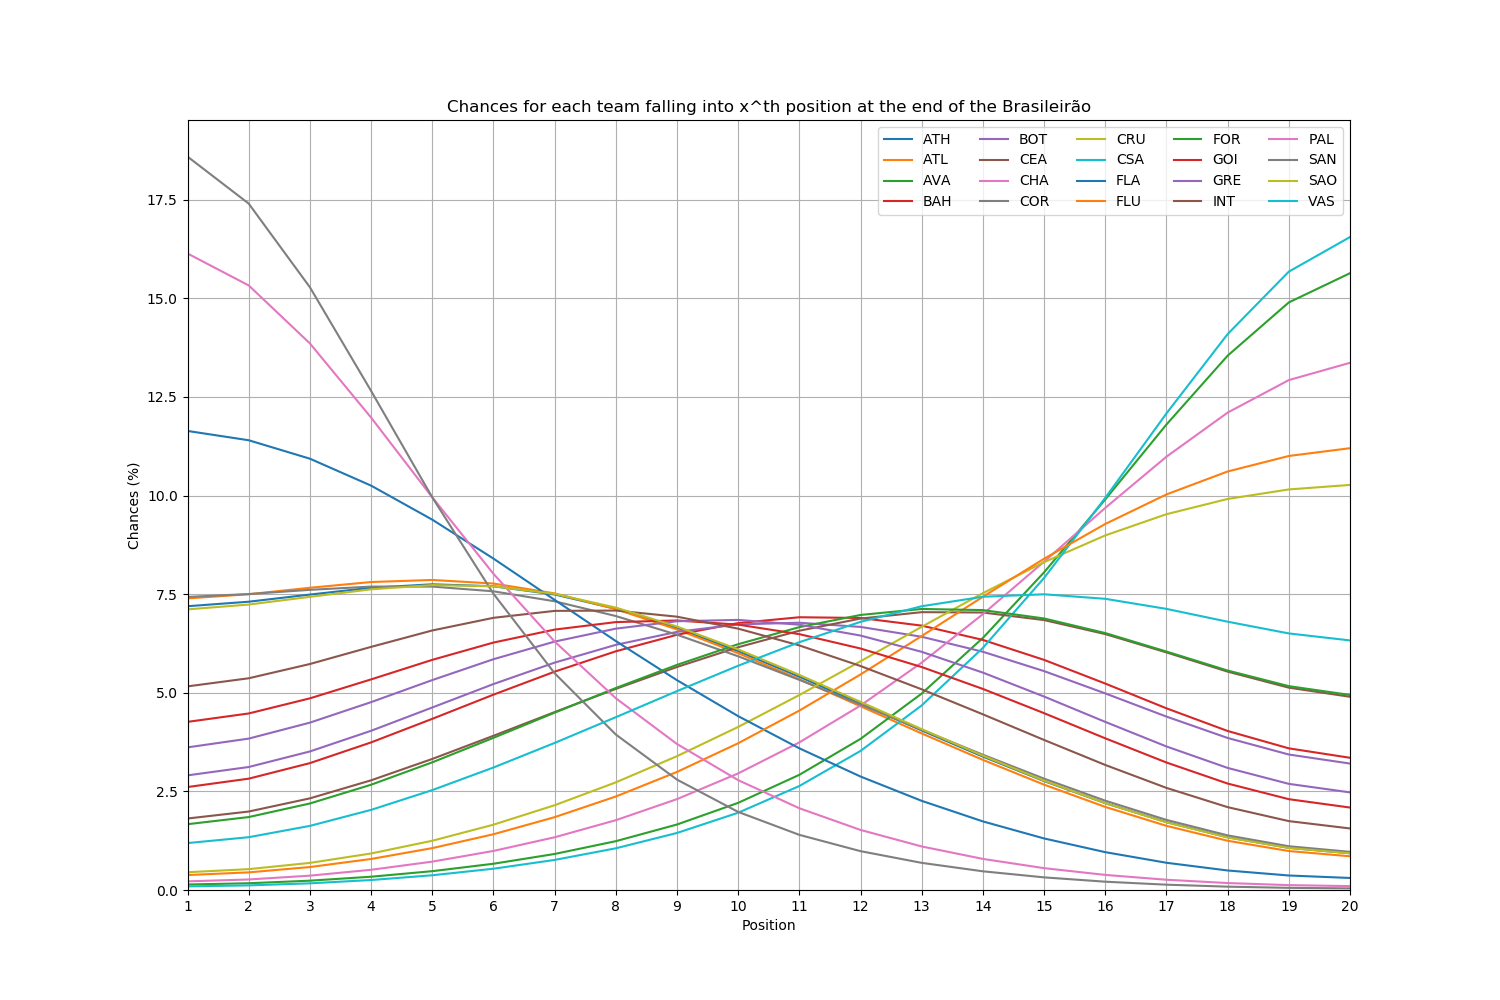 Chances for each team falling into x^th position at the end of the Brasileirão
ATH BOT CRU FOR PAL
ATL CEA CSA GOI SAN
AVA CHA FLA GRE SAO
BAH COR FLU INT VAS
17.5
15.0
12.5
10.0
7.5
5.0
2.5
0.0
Chances (%)
1 2 3 4 5 6 7 8 9 10 11 12 13 14 15 16 17 18 19 20
Position